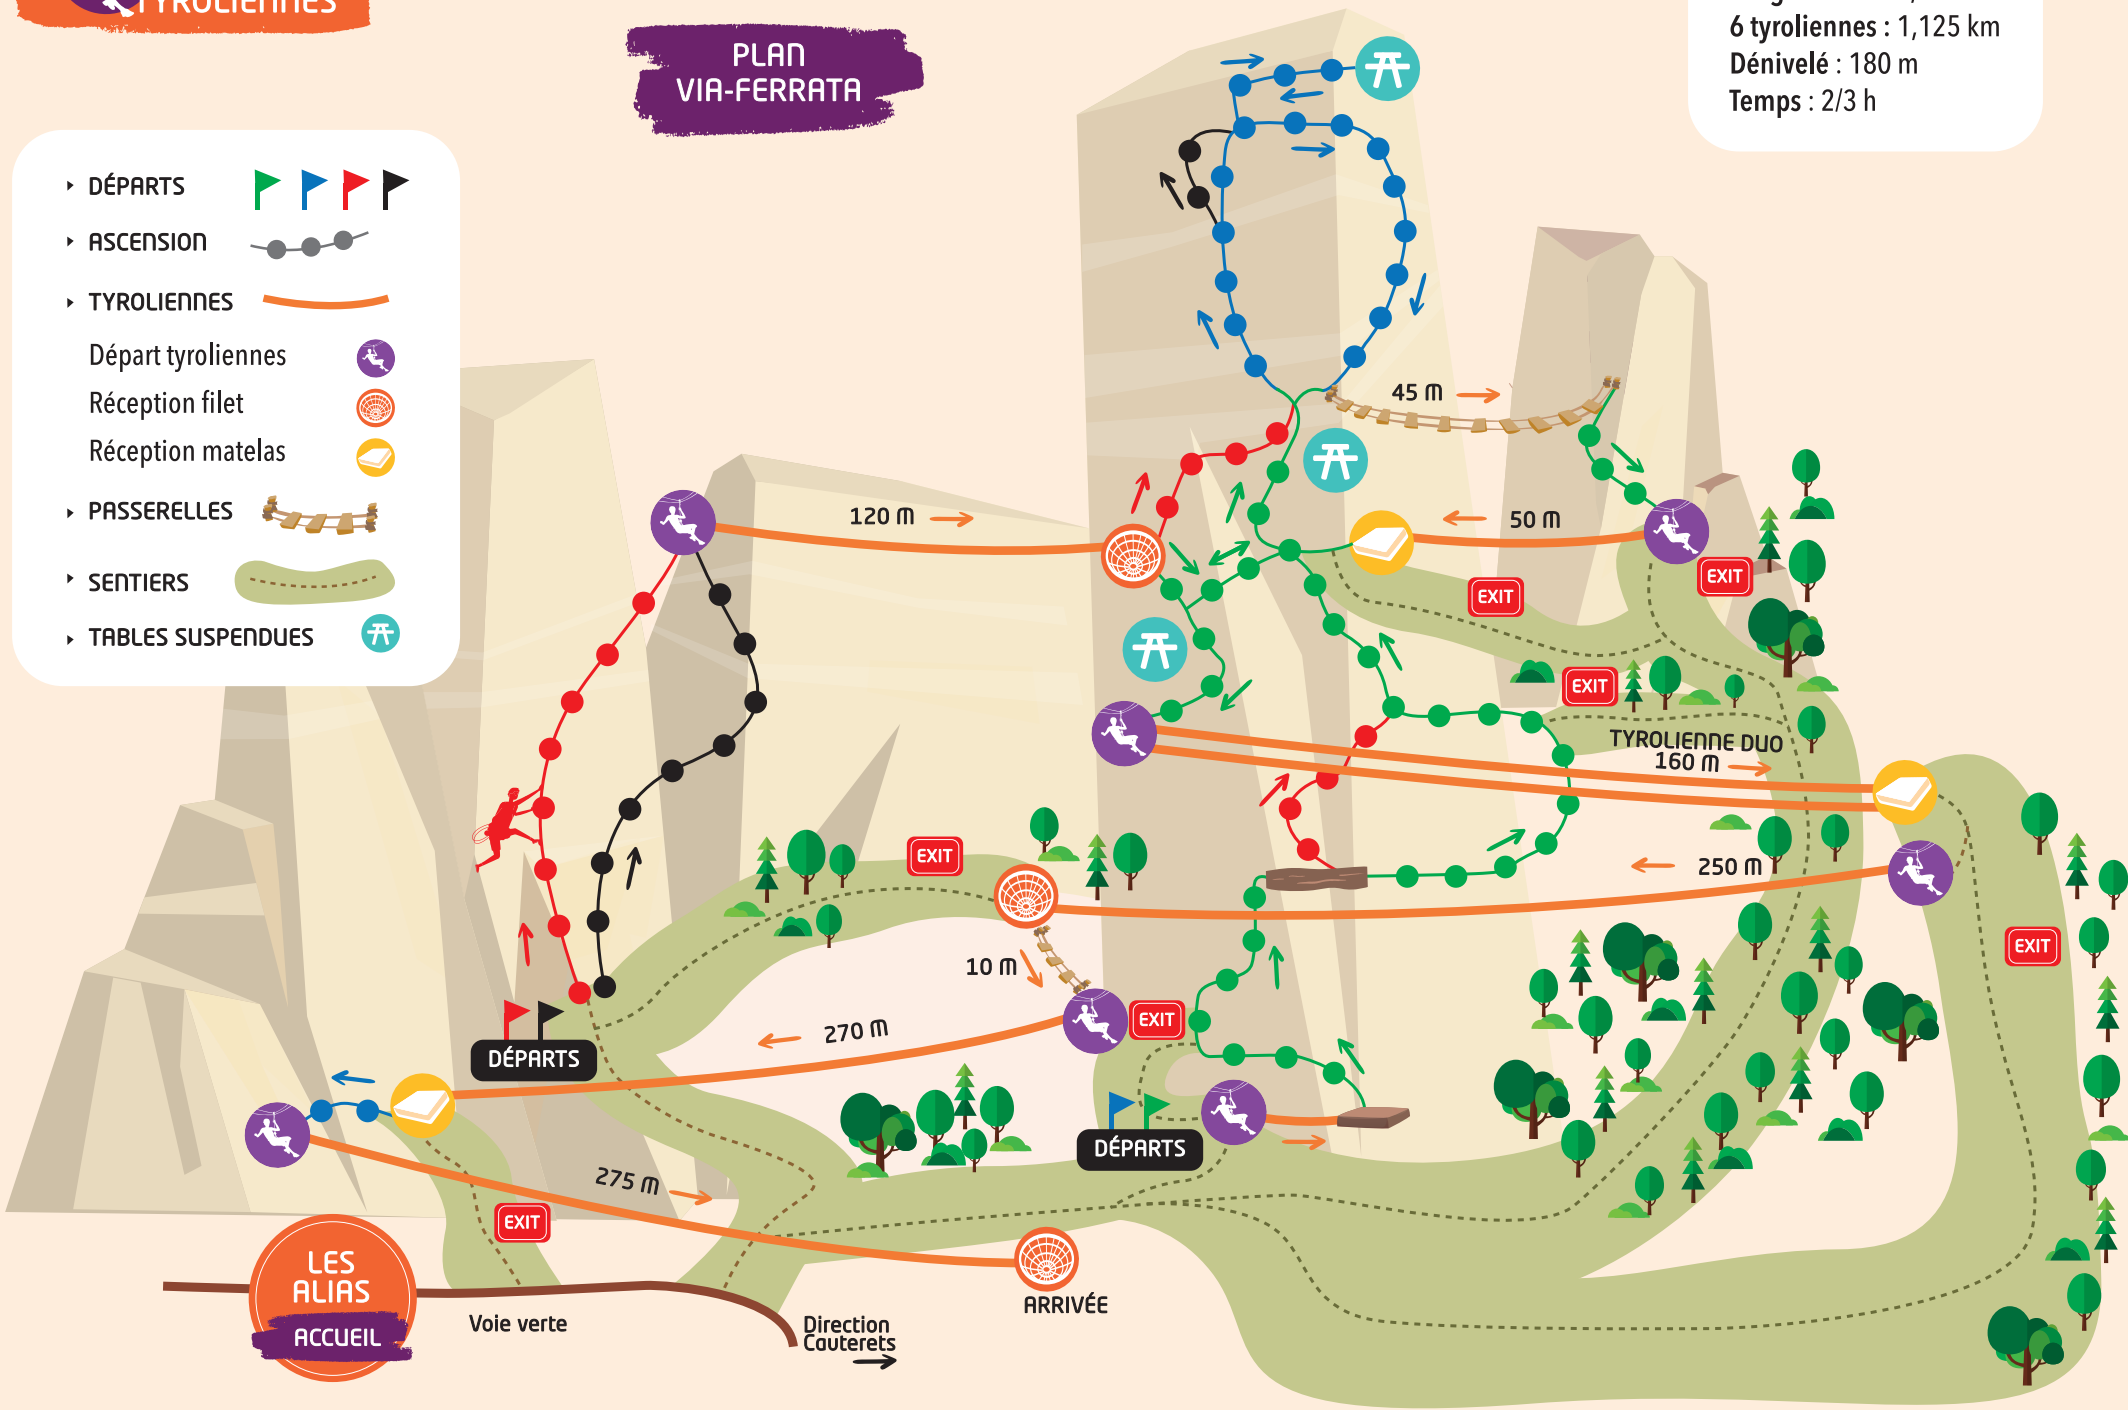 TYROLIENNES
PLAN
VIA-FERRATA
6 tyroliennes : 1,125 km
Dénivelé : 180 m
Temps : 2/3 h
DÉPARTS
ASCENSION
TYROLIENNES
Départ tyroliennes
Réception filet
Réception matelas
PASSERELLES
SENTIERS
TABLES SUSPENDUES
45 M
120 M
50 M
EXIT
EXIT
EXIT
TYROLIENNE DUO
160 M
EXIT
250 M
EXIT
10 M
EXIT
270 M
DÉPARTS
DÉPARTS
275 M
EXIT
LES
ALIAS
ACCUEIL
Voie verte
ARRIVÉE
Direction
Cauterets